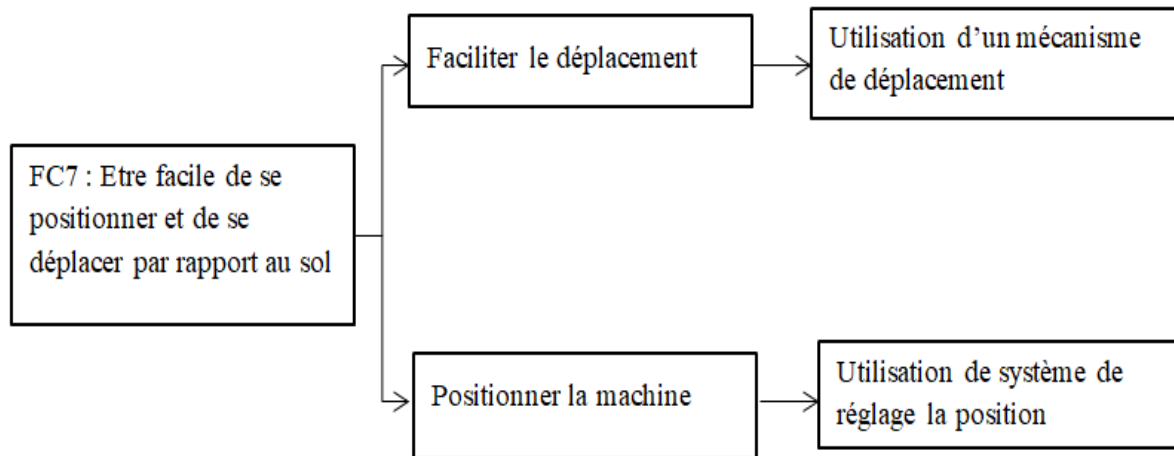 Faciliter le déplacement
Utilisation d'un mécanisme
de déplacement
FC7 : Etre facile de se
positionner et de se
déplacer par rapport au sol
Positionner la machine
Utilisation de système de
réglage la position